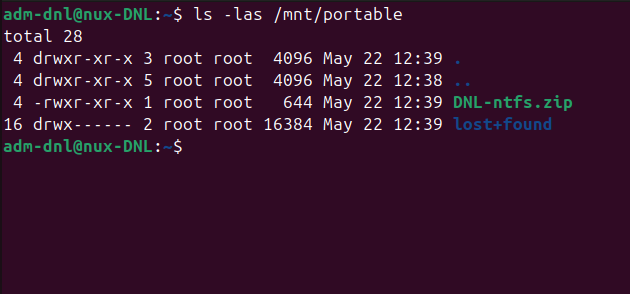 adm-dnl@nux-DNL:~$ ls -las /mnt/portable
total 28
 4 drwxr-xr-x 3 root root  4096 May 22 12:39 .
 4 drwxr-xr-x 5 root root  4096 May 22 12:38 ..
 4 -rwxr-xr-x 1 root root   644 May 22 12:39 DNL-ntfs.zip
16 drwx------ 2 root root 16384 May 22 12:39 lost+found
adm-dnl@nux-DNL:~$